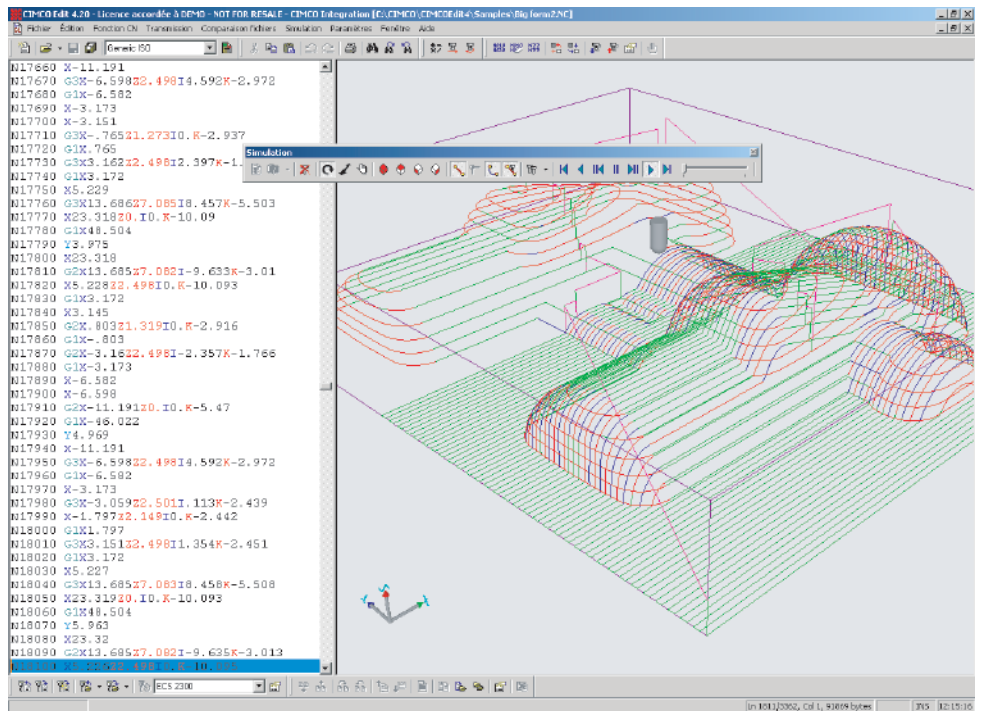 CIMCO Edit 4.20 - Licence accordée à DEMO - NOT FOR RESALE - CIMCO Integration [C:\CIMCO\CIMCOEdit4\Samples\Big form2.NC]
Fichier Édition Fonction CN Transmission Comparaison fichiers Simulation Paramètres Fenêtre Aide
Generic ISO
N17660 X-11.191
N17670 G3X-6.598Z2.498I4.592K-2.972
N17680 G1X-6.582
N17690 X-3.173
N17700 X-3.151
N17710 G3X-.765Z1.273I0.K-2.937
N17720 G1X.765
N17730 G3X3.162Z2.498I2.397K-1.
N17740 G1X3.172
N17750 X5.229
N17760 G3X13.686Z7.085I8.457K-5.503
N17770 X23.318Z0.I0.K-10.09
N17780 G1X48.504
N17790 Y3.975
N17800 X23.318
N17810 G2X13.685Z7.082I-9.633K-3.01
N17820 X5.228Z2.498I0.K-10.093
N17830 G1X3.172
N17840 X3.145
N17850 G2X.803Z1.319I0.K-2.916
N17860 G1X-.803
N17870 G2X-3.16Z2.498I-2.357K-1.766
N17880 G1X-3.173
N17890 X-6.582
N17900 X-6.598
N17910 G2X-11.191Z0.I0.K-5.47
N17920 G1X-46.022
N17930 Y4.969
N17940 X-11.191
N17950 G3X-6.598Z2.498I4.592K-2.972
N17960 G1X-6.582
N17970 X-3.173
N17980 G3X-3.059Z2.501I.113K-2.439
N17990 X-1.797Z2.149I0.K-2.442
N18000 G1X1.797
N18010 G3X3.151Z2.498I1.354K-2.451
N18020 G1X3.172
N18030 X5.227
N18040 G3X13.685Z7.083I8.458K-5.508
N18050 X23.319Z0.I0.K-10.093
N18060 G1X48.504
N18070 Y5.963
N18080 X23.32
N18090 G2X13.685Z7.082I-9.635K-3.013
Simulation
ECS 2300
Ln 1811/3362, Col 1, 91869 bytes
INS
12:15:16